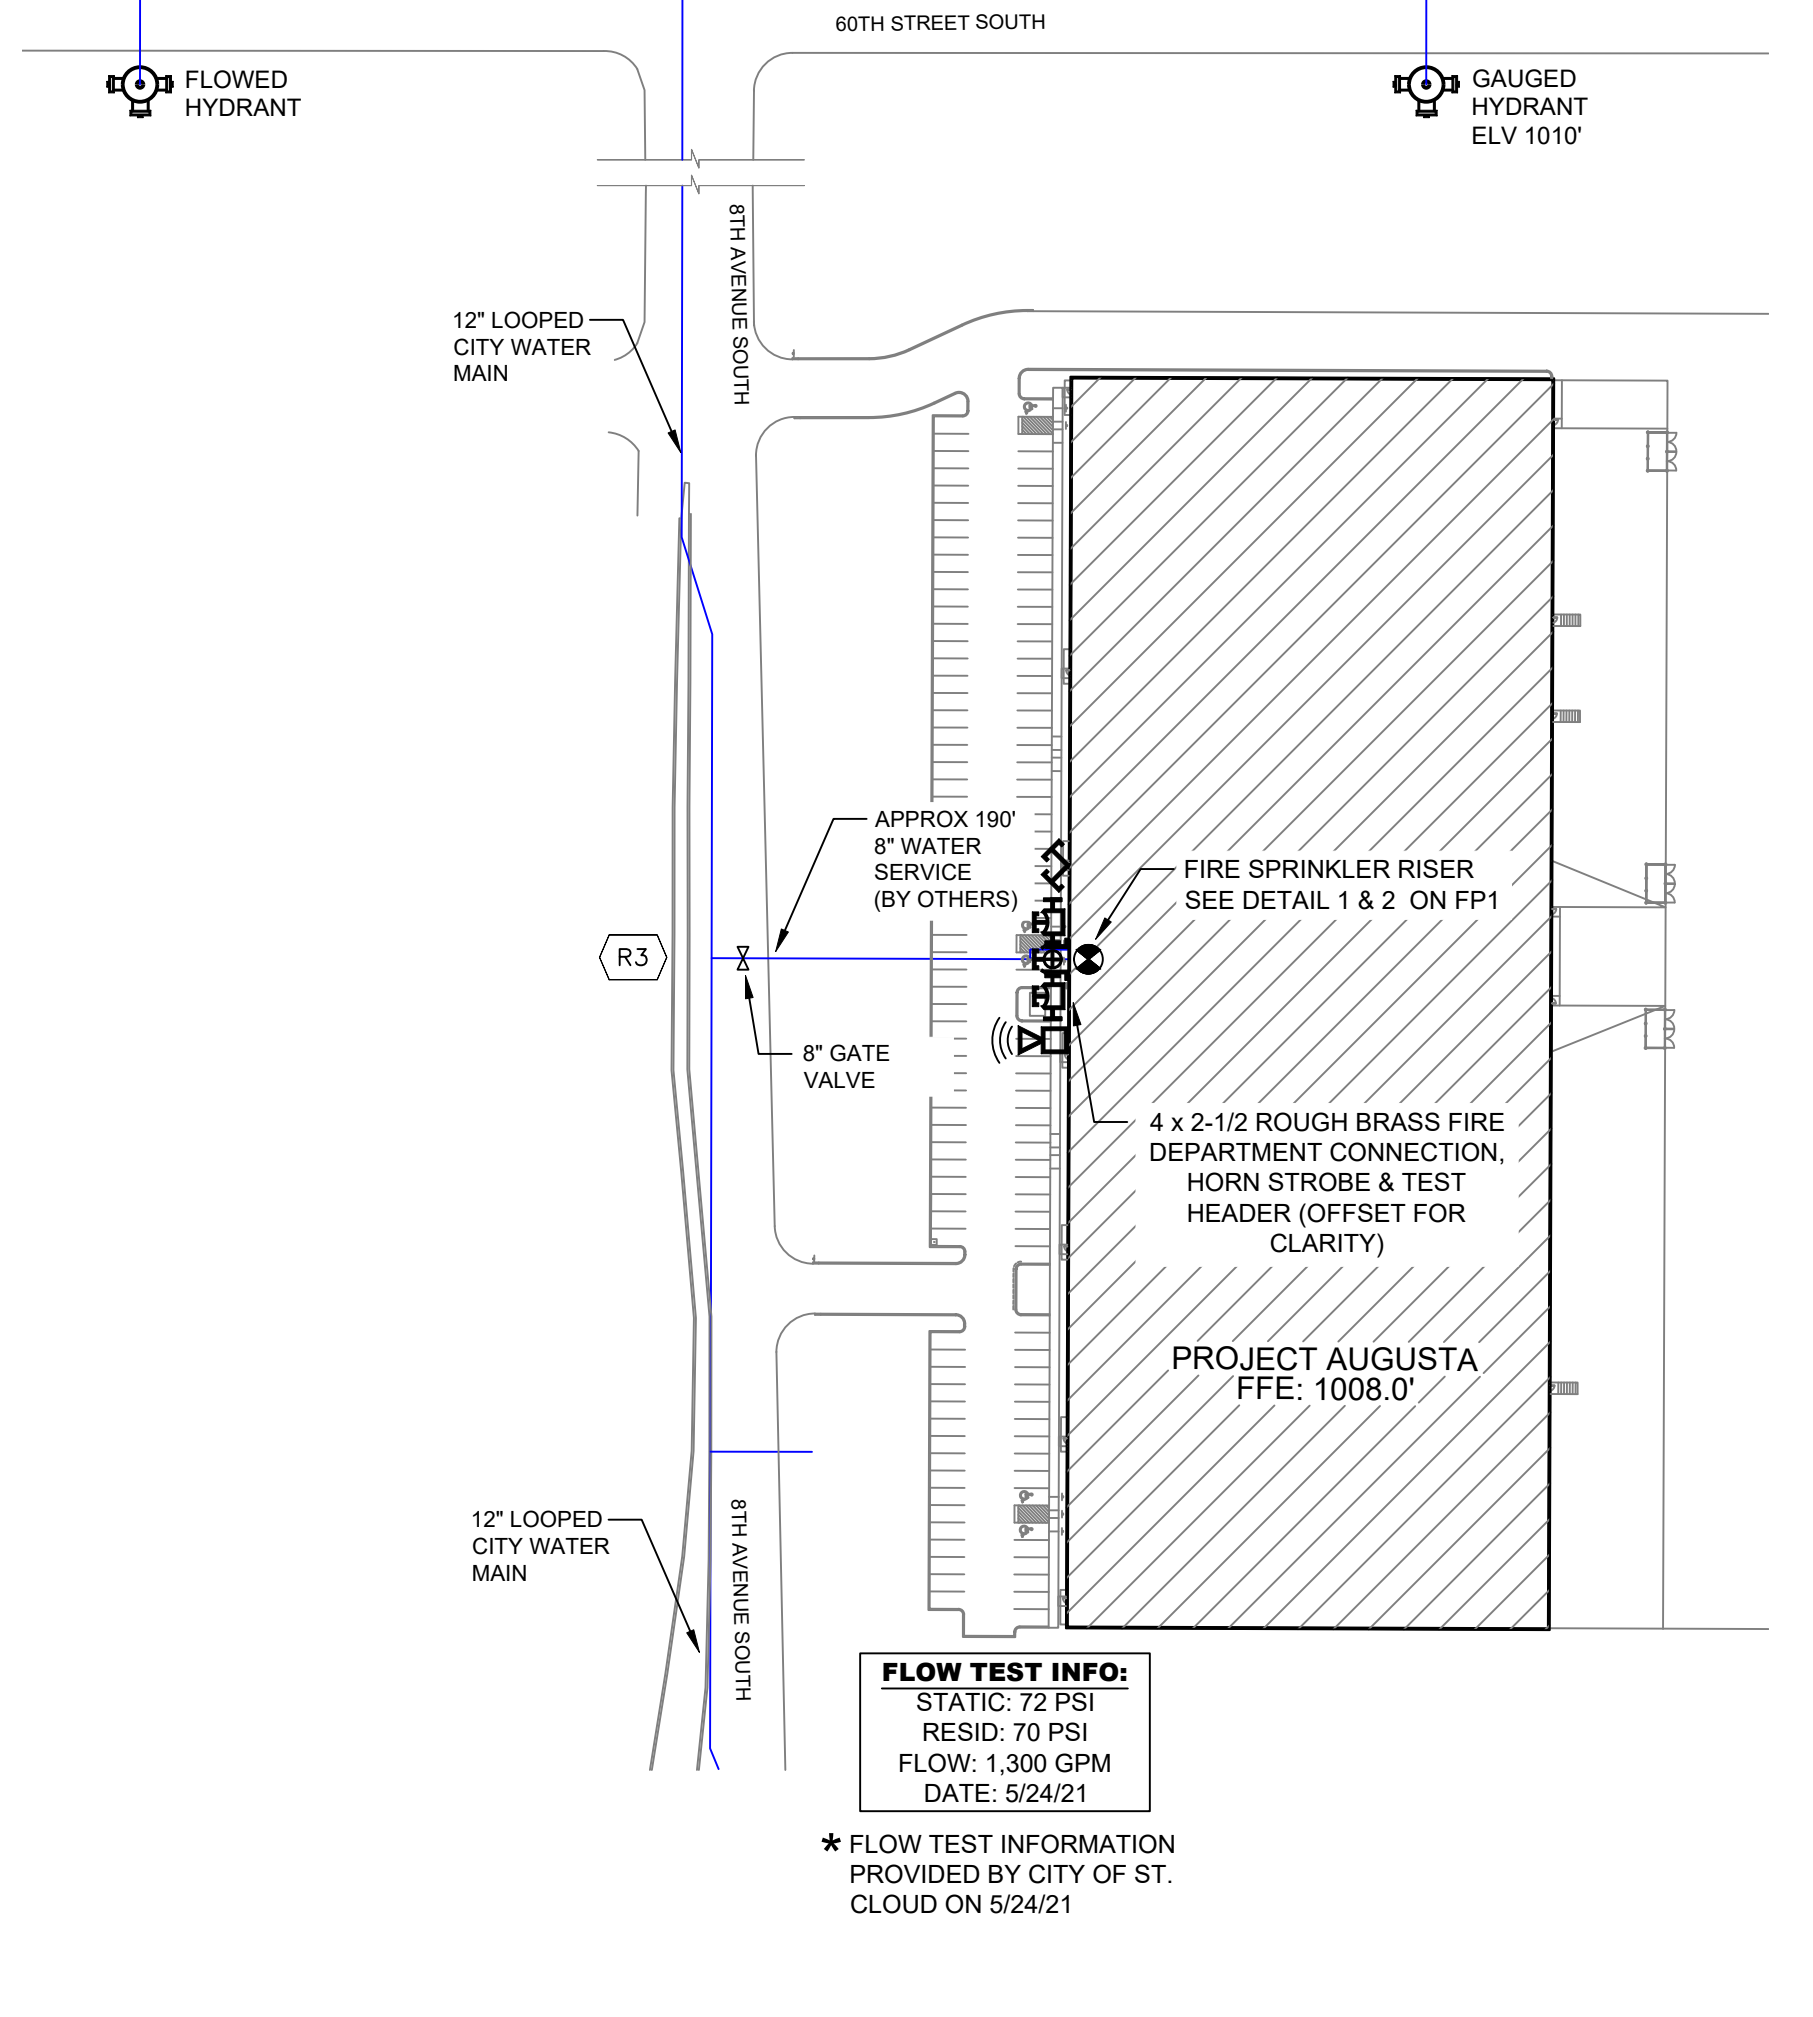 60TH STREET SOUTH
FLOWED
HYDRANT
GAUGED
HYDRANT
ELV 1010'
8TH AVENUE SOUTH
12" LOOPED
CITY WATER
MAIN
APPROX 190'
8" WATER
SERVICE
(BY OTHERS)
FIRE SPRINKLER RISER
SEE DETAIL 1 & 2 ON FP1
R3
8" GATE
VALVE
4 x 2-1/2 ROUGH BRASS FIRE
DEPARTMENT CONNECTION,
HORN STROBE & TEST
HEADER (OFFSET FOR
CLARITY)
PROJECT AUGUSTA
FFE: 1008.0'
12" LOOPED
CITY WATER
MAIN
8TH AVENUE SOUTH
FLOW TEST INFO:
STATIC: 72 PSI
RESID: 70 PSI
FLOW: 1,300 GPM
DATE: 5/24/21
* FLOW TEST INFORMATION
PROVIDED BY CITY OF ST.
CLOUD ON 5/24/21